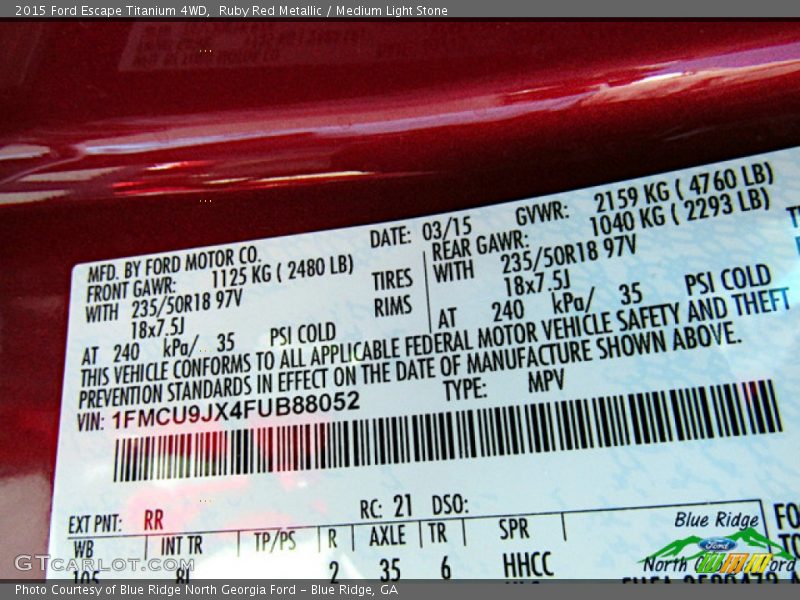 2015 Ford Escape Titanium 4WD,  Ruby Red Metallic / Medium Light Stone
MFD. BY FORD MOTOR CO.
DATE: 03/15
GVWR: 2159 KG ( 4760 LB)
FRONT GAWR: 1125 KG ( 2480 LB)
REAR GAWR: 1040 KG ( 2293 LB)
WITH 235/50R18 97V TIRES
WITH 235/50R18 97V
18x7.5J RIMS
18x7.5J
AT 240 kPa/ 35 PSI COLD
AT 240 kPa/ 35 PSI COLD
THIS VEHICLE CONFORMS TO ALL APPLICABLE FEDERAL MOTOR VEHICLE SAFETY AND THEFT
PREVENTION STANDARDS IN EFFECT ON THE DATE OF MANUFACTURE SHOWN ABOVE.
VIN: 1FMCU9JX4FUB88052
TYPE: MPV
EXT PNT: RR RC: 21 DSO:
WB INT TR TP/PS R AXLE TR SPR
105 8L 2 35 6 HHCC
Blue Ridge
Ford
North Georgia Ford
GTCarLot.com
Photo Courtesy of Blue Ridge North Georgia Ford – Blue Ridge, GA